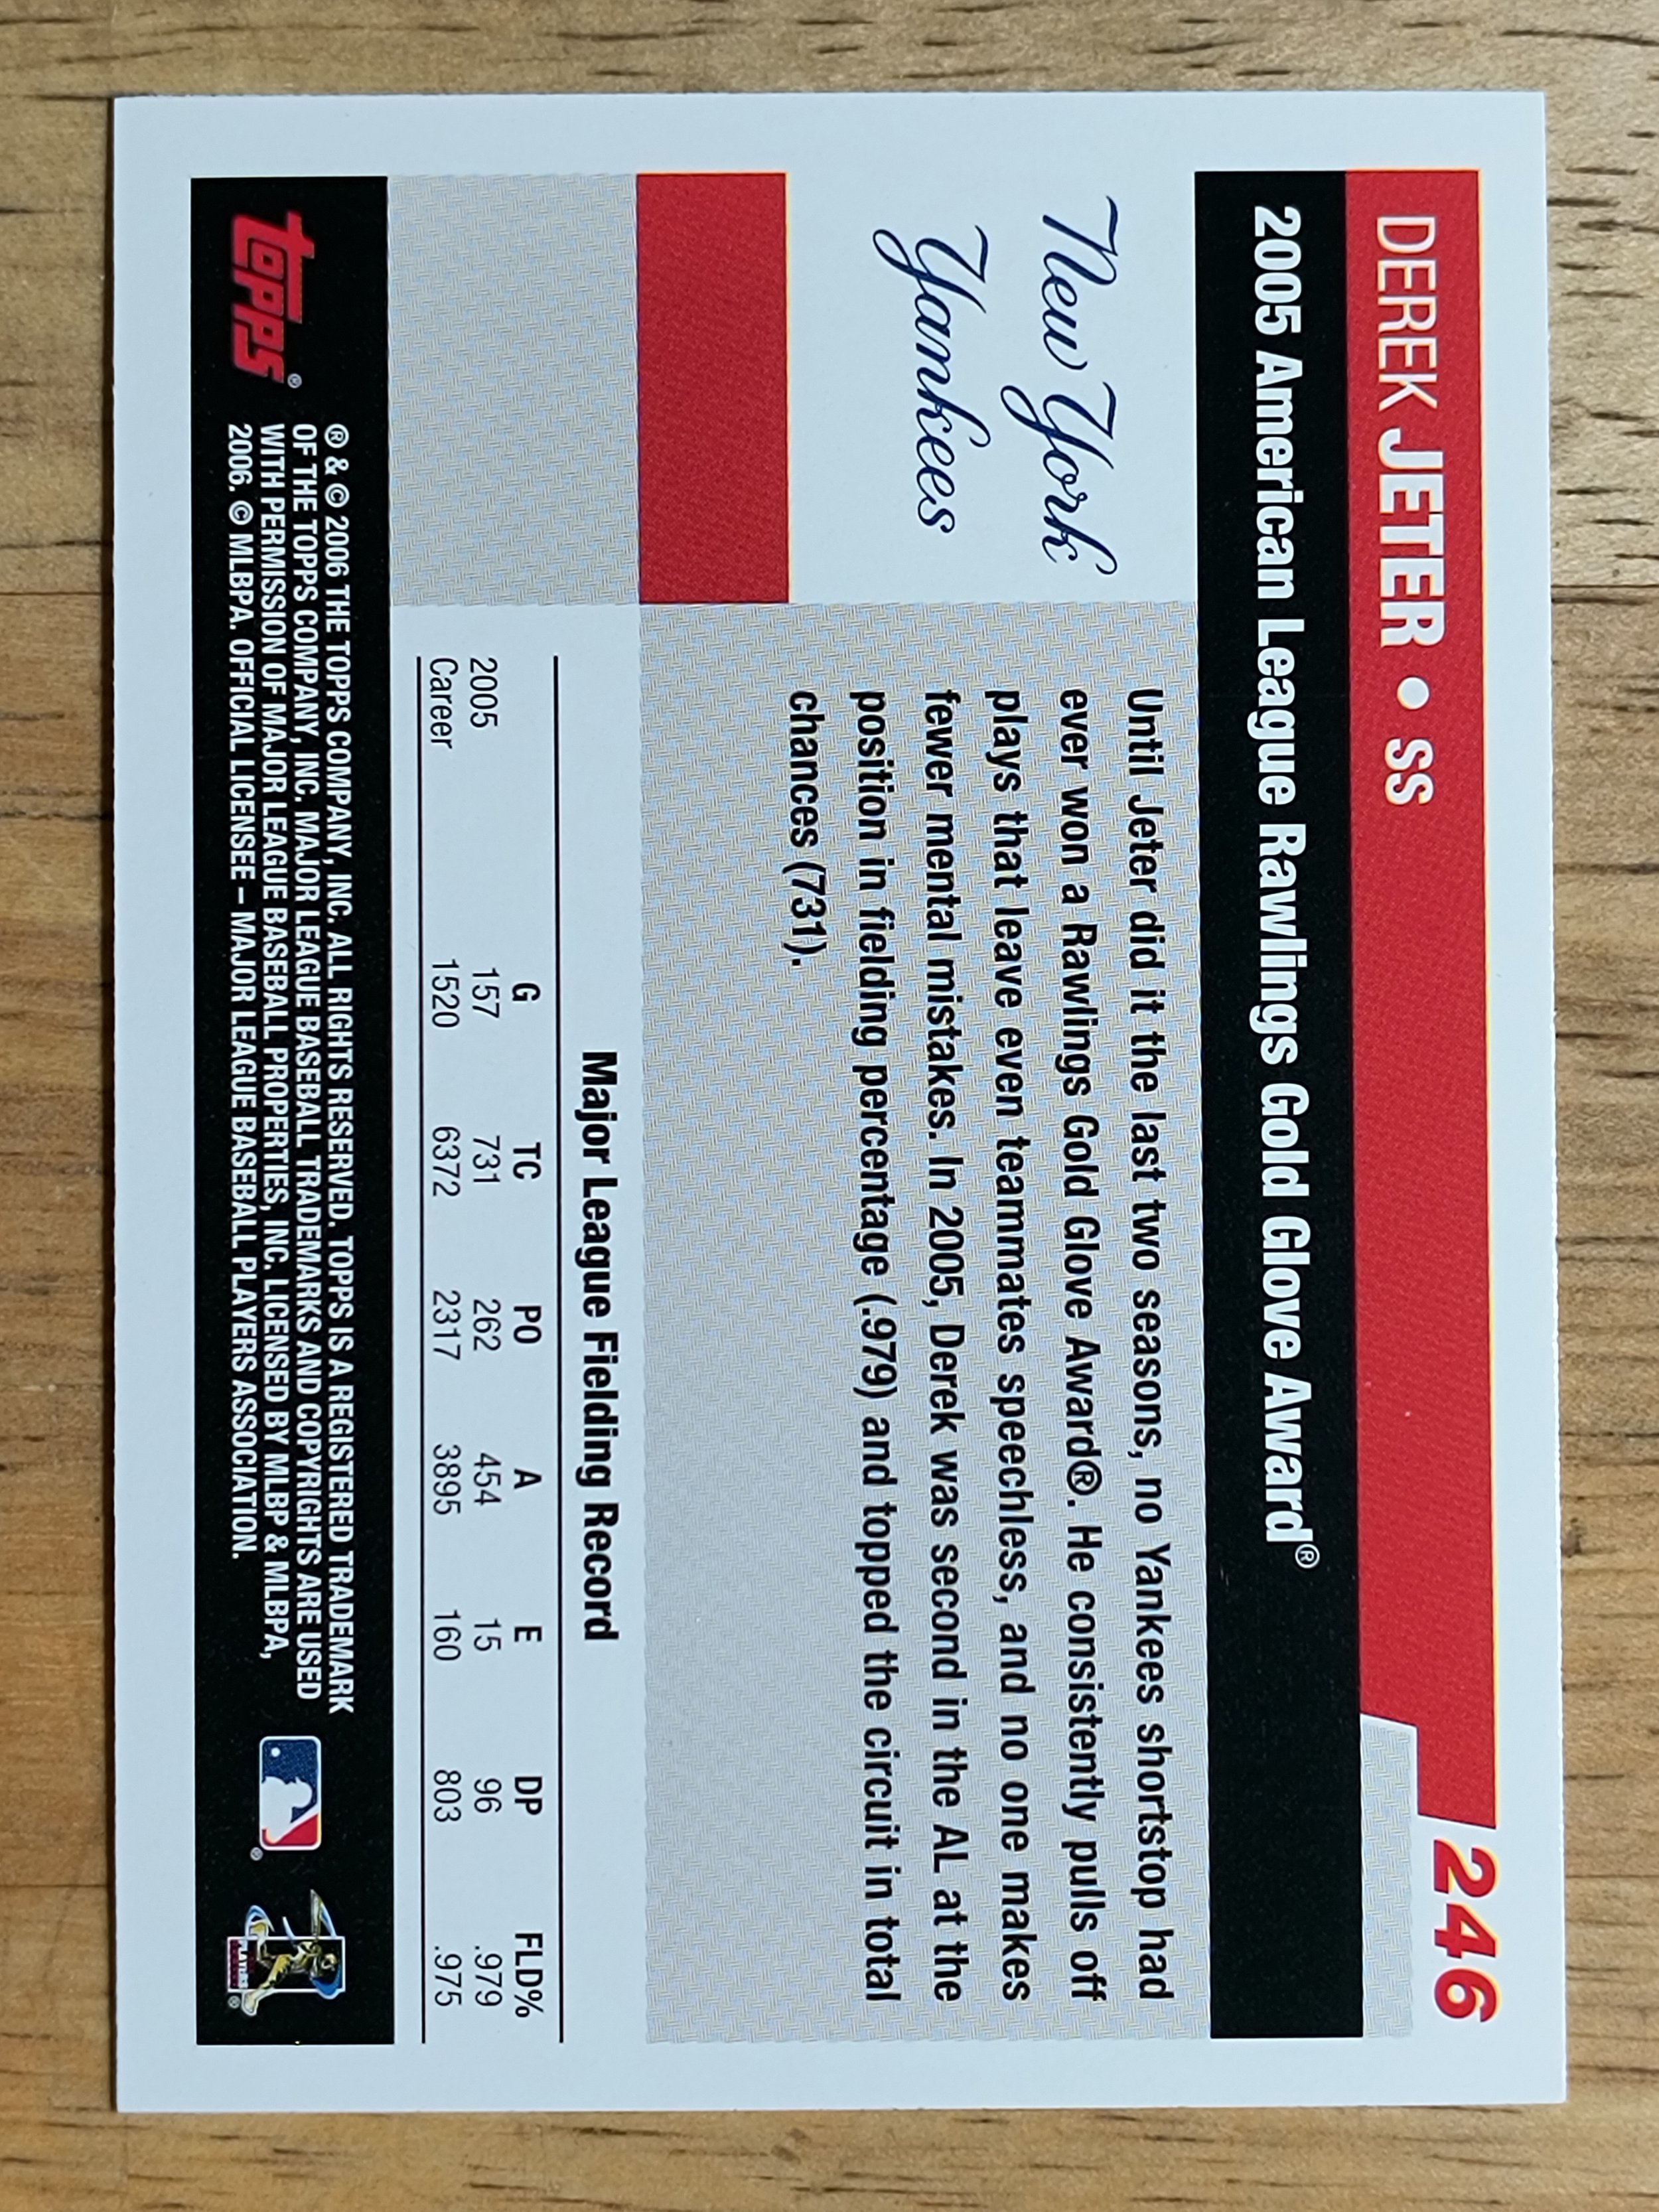 246
DEREK JETER • SS
2005 American League Rawlings Gold Glove Award®
New York
Yankees
Until Jeter did it the last two seasons, no Yankees shortstop had
ever won a Rawlings Gold Glove Award®. He consistently pulls off
plays that leave even teammates speechless, and no one makes
fewer mental mistakes. In 2005, Derek was second in the AL at the
position in fielding percentage (.979) and topped the circuit in total
chances (731).
Major League Fielding Record
G TC PO A E DP FLD%
2005 157 731 262 454 15 96 .979
Career 1520 6372 2317 3895 160 803 .975
topps®
® & © 2006 THE TOPPS COMPANY, INC. ALL RIGHTS RESERVED. TOPPS IS A REGISTERED TRADEMARK
OF THE TOPPS COMPANY, INC. MAJOR LEAGUE BASEBALL TRADEMARKS AND COPYRIGHTS ARE USED
WITH PERMISSION OF MAJOR LEAGUE BASEBALL PROPERTIES, INC. LICENSED BY MLBP & MLBPA,
2006. © MLBPA. OFFICIAL LICENSEE – MAJOR LEAGUE BASEBALL PLAYERS ASSOCIATION.